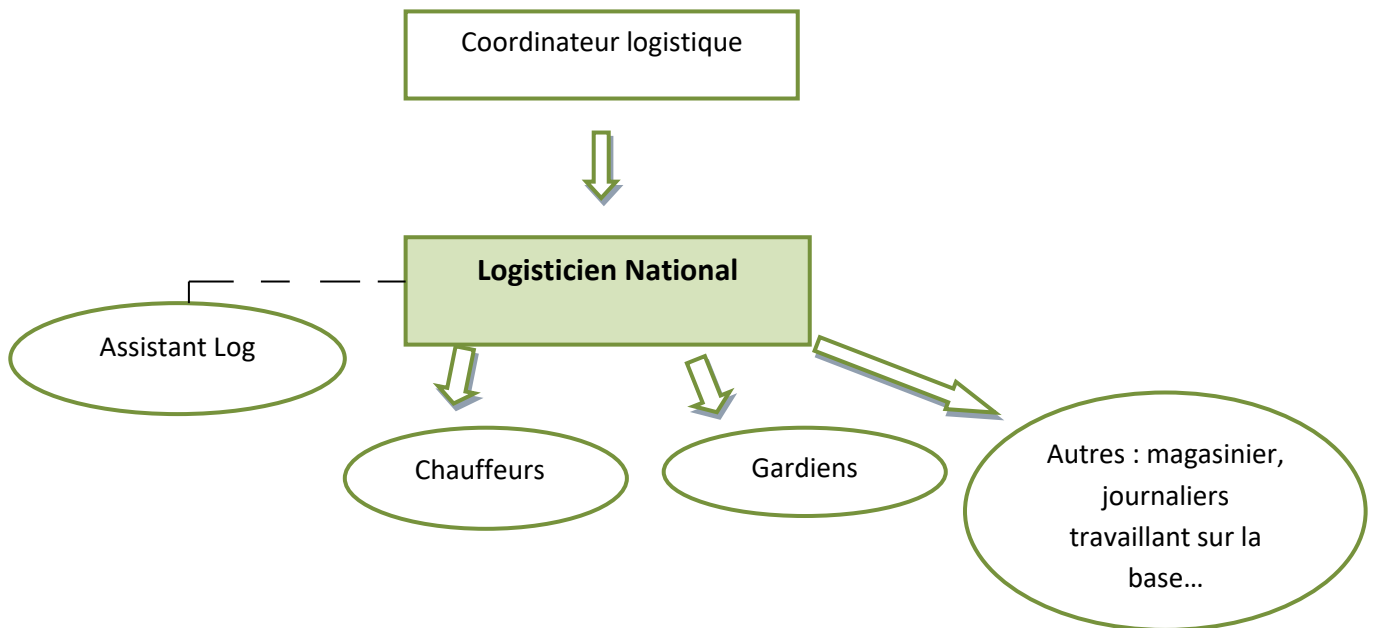 Coordinateur logistique
Logisticien National
Assistant Log
Chauffeurs
Gardiens
Autres : magasinier,
journaliers
travaillant sur la
base…